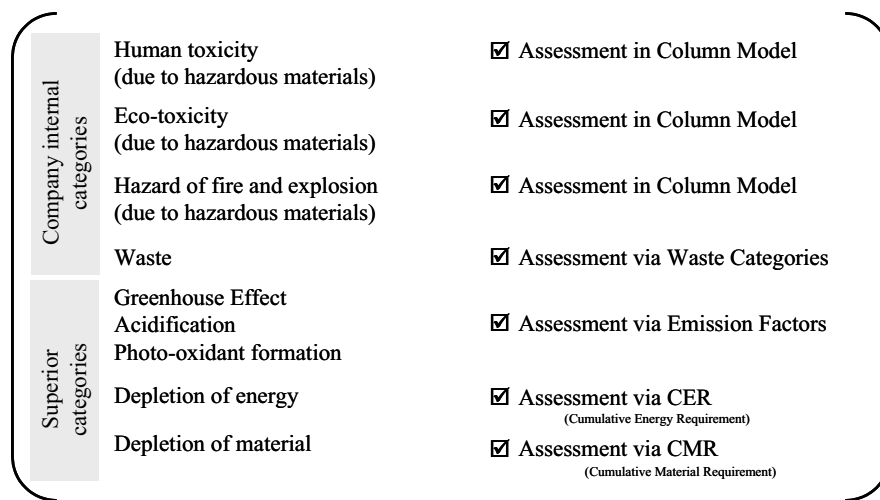 Company internal
categories
Human toxicity
(due to hazardous materials)
☑ Assessment in Column Model
Eco-toxicity
(due to hazardous materials)
☑ Assessment in Column Model
Hazard of fire and explosion
(due to hazardous materials)
☑ Assessment in Column Model
Waste
☑ Assessment via Waste Categories
Superior
categories
Greenhouse Effect
Acidification
Photo-oxidant formation
☑ Assessment via Emission Factors
Depletion of energy
☑ Assessment via CER
(Cumulative Energy Requirement)
Depletion of material
☑ Assessment via CMR
(Cumulative Material Requirement)